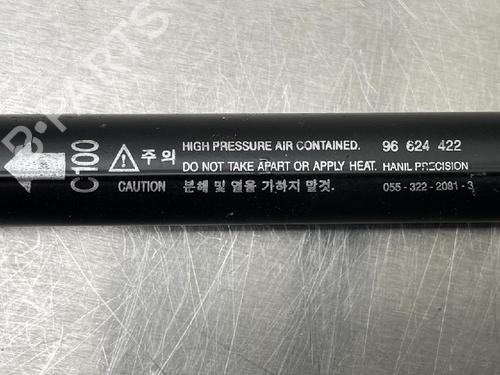 B-PARTS
C100
주의
CAUTION
HIGH PRESSURE AIR CONTAINED.
DO NOT TAKE APART OR APPLY HEAT.
분해 및 열을 가하지 말것.
96 624 422
HANIL PRECISION
055-322-2081-3